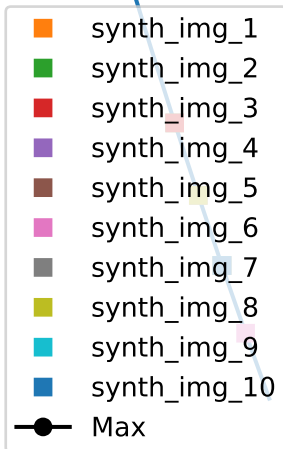 synth_img_1
synth_img_2
synth_img_3
synth_img_4
synth_img_5
synth_img_6
synth_img_7
synth_img_8
synth_img_9
synth_img_10
Max